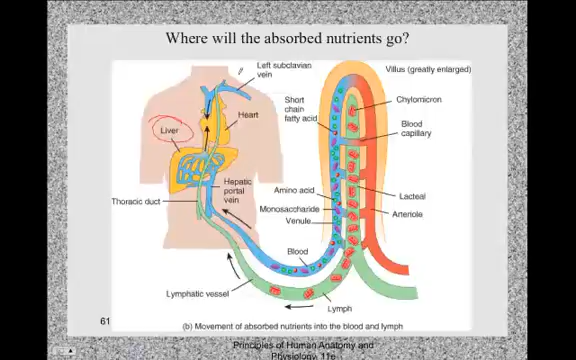 Where will the absorbed nutrients go?
Left subclavian
vein
Villus (greatly enlarged)
Short
chain
fatty acid
Chylomicron
Heart
Blood
capillary
Liver
Hepatic
portal
vein
Amino acid
Lacteal
Thoracic duct
Monosaccharide
Arteriole
Venule
Blood
Lymphatic vessel
Lymph
61
(b) Movement of absorbed nutrients into the blood and lymph
Principles of Human Anatomy and
Physiology, 11e